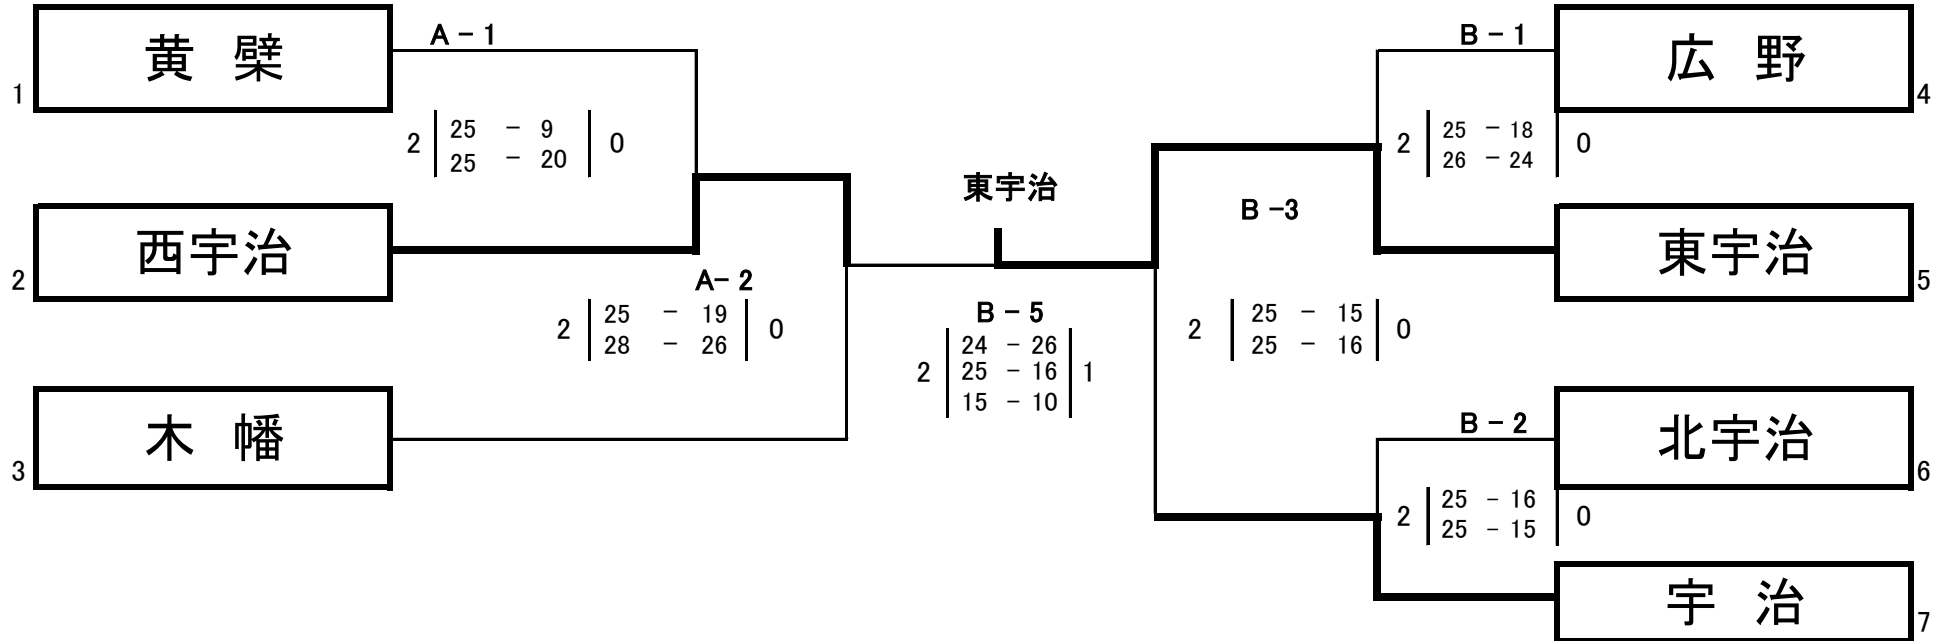 A - 1
黄 檗
1
2 25 - 9 0
25 - 20
西宇治
2
A- 2
2 25 - 19 0
28 - 26
木 幡
3
東宇治
B - 5
24 - 26
2 25 - 16 1
15 - 10
B - 1
広 野
4
2 25 - 18 0
26 - 24
B -3
東宇治
5
2 25 - 15 0
25 - 16
B - 2
北宇治
6
2 25 - 16 0
25 - 15
宇 治
7